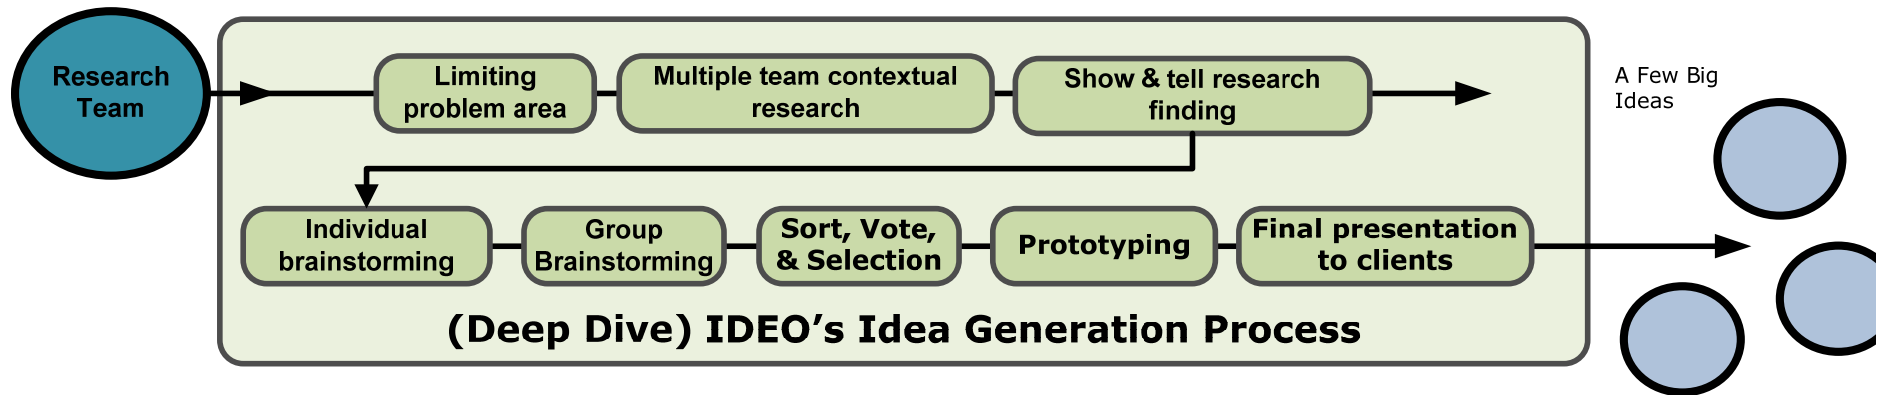 Research
Team
Limiting
problem area
Multiple team contextual
research
Show & tell research
finding
A Few Big
Ideas
Individual
brainstorming
Group
Brainstorming
Sort, Vote,
& Selection
Prototyping
Final presentation
to clients
(Deep Dive) IDEO’s Idea Generation Process